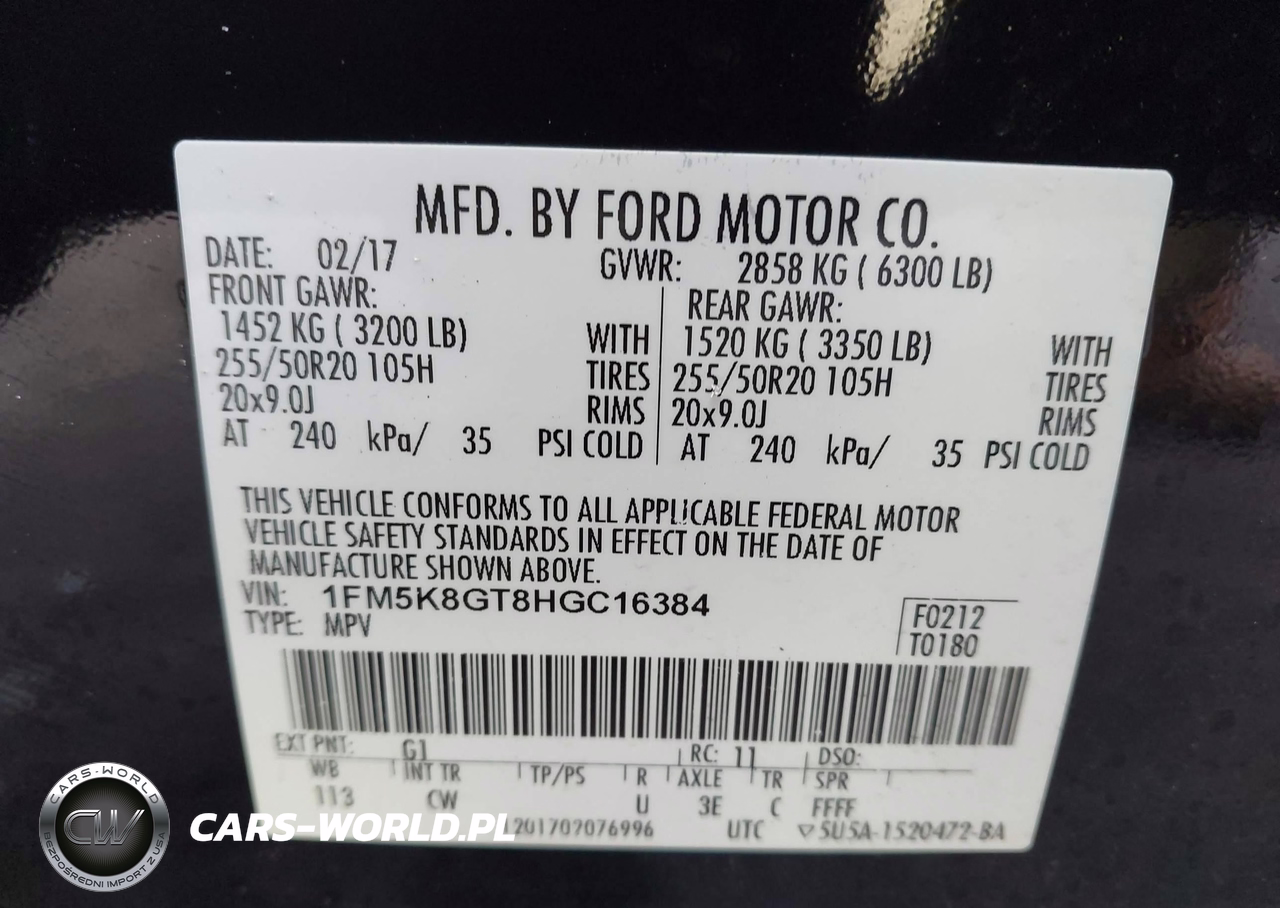 MFD. BY FORD MOTOR CO.
DATE: 02/17 GVWR: 2858 KG ( 6300 LB)
FRONT GAWR: REAR GAWR:
1452 KG ( 3200 LB) WITH 1520 KG ( 3350 LB) WITH
255/50R20 105H TIRES 255/50R20 105H TIRES
20x9.0J RIMS 20x9.0J RIMS
AT 240 kPa/ 35 PSI COLD AT 240 kPa/ 35 PSI COLD
THIS VEHICLE CONFORMS TO ALL APPLICABLE FEDERAL MOTOR
VEHICLE SAFETY STANDARDS IN EFFECT ON THE DATE OF
MANUFACTURE SHOWN ABOVE.
VIN: 1FM5K8GT8HGC16384
TYPE: MPV
F0212
T0180
EXT PNT: G1 RC: 11 DSO:
WB INT TR TP/PS R AXLE TR SPR
113 CW U 3E C FFFF
201702076996 UTC ▽5U5A-1520472-BA
CARS-WORLD
CW
BEZPOŚREDNI IMPORT Z USA
CARS-WORLD.PL